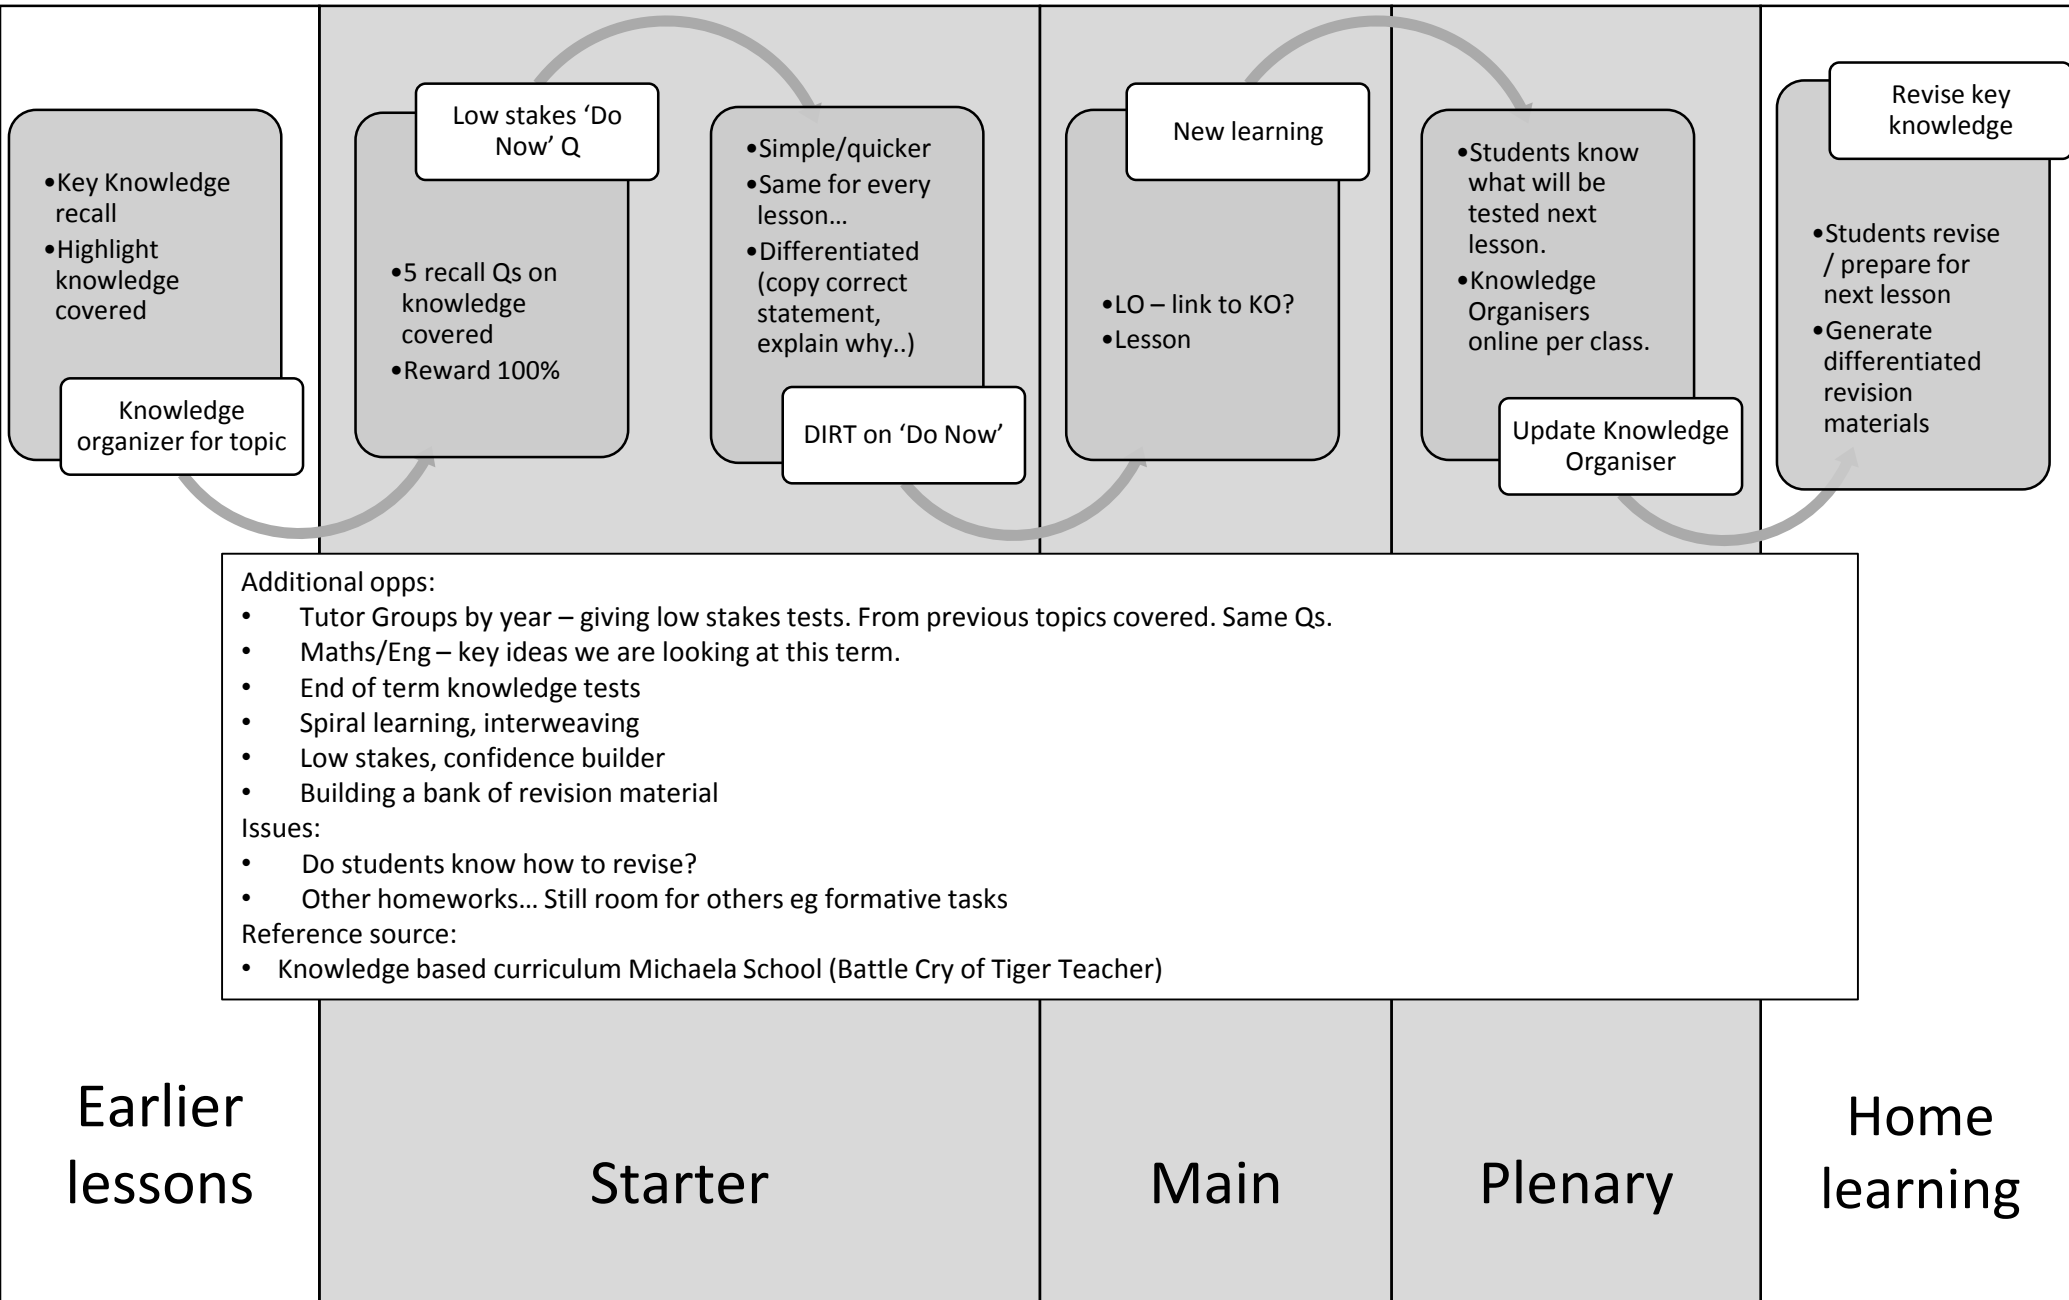 •Key Knowledge
recall
•Highlight
knowledge
covered
Knowledge
organizer for topic
Low stakes ‘Do
Now’ Q
•5 recall Qs on
knowledge
covered
•Reward 100%
•Simple/quicker
•Same for every
lesson…
•Differentiated
(copy correct
statement,
explain why..)
DIRT on ‘Do Now’
New learning
•LO – link to KO?
•Lesson
•Students know
what will be
tested next
lesson.
•Knowledge
Organisers
online per class.
Update Knowledge
Organiser
Revise key
knowledge
•Students revise
/ prepare for
next lesson
•Generate
differentiated
revision
materials
Additional opps:
• Tutor Groups by year – giving low stakes tests. From previous topics covered. Same Qs.
• Maths/Eng – key ideas we are looking at this term.
• End of term knowledge tests
• Spiral learning, interweaving
• Low stakes, confidence builder
• Building a bank of revision material
Issues:
• Do students know how to revise?
• Other homeworks… Still room for others eg formative tasks
Reference source:
• Knowledge based curriculum Michaela School (Battle Cry of Tiger Teacher)
Earlier
lessons
Starter
Main
Plenary
Home
learning